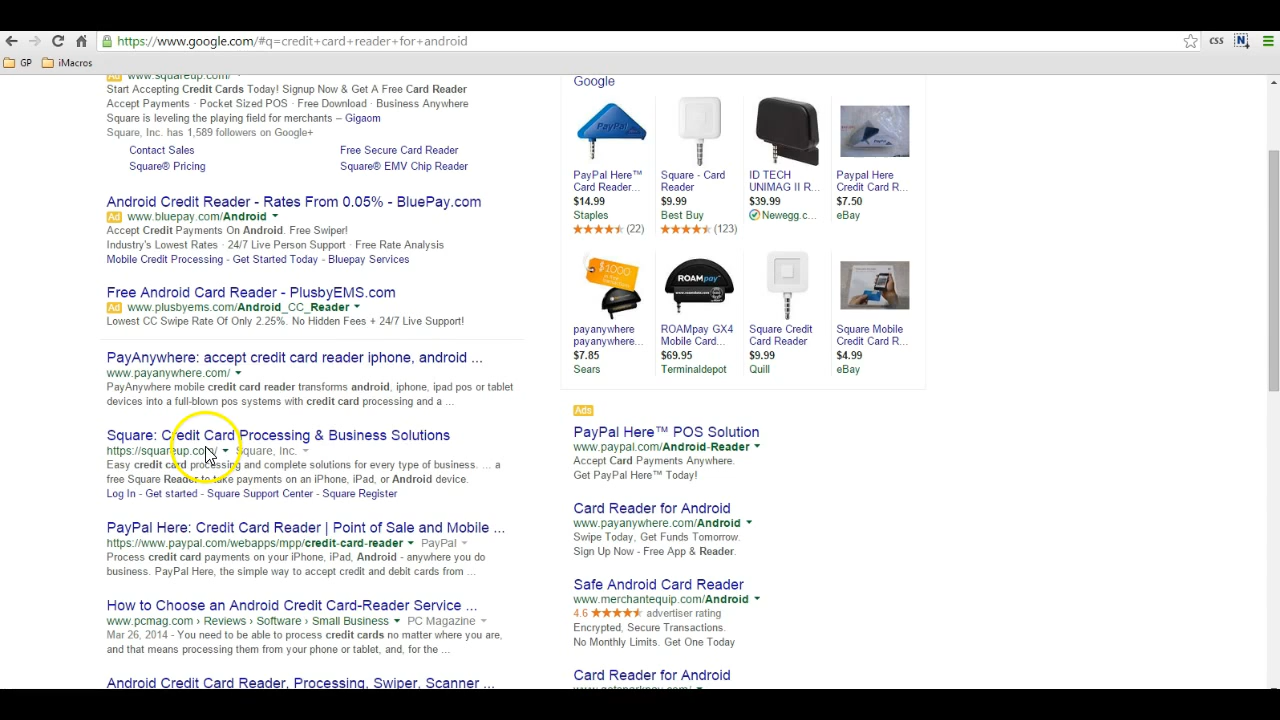 https://www.google.com/#q=credit+card+reader+for+android
CSS
N
GP
iMacros
Ad www.squareup.com/
Start Accepting Credit Cards Today! Signup Now & Get A Free Card Reader
Accept Payments · Pocket Sized POS · Free Download · Business Anywhere
Square is leveling the playing field for merchants – Gigaom
Square, Inc. has 1,589 followers on Google+
Contact Sales
Free Secure Card Reader
Square® Pricing
Square® EMV Chip Reader
Android Credit Reader - Rates From 0.05% - BluePay.com
Ad www.bluepay.com/Android
Accept Credit Payments On Android. Free Swiper!
Industry's Lowest Rates · 24/7 Live Person Support · Free Rate Analysis
Mobile Credit Processing - Get Started Today - Bluepay Services
Free Android Card Reader - PlusbyEMS.com
Ad www.plusbyems.com/Android_CC_Reader
Lowest CC Swipe Rate Of Only 2.25%. No Hidden Fees + 24/7 Live Support!
PayAnywhere: accept credit card reader iphone, android ...
www.payanywhere.com/
PayAnywhere mobile credit card reader transforms android, iphone, ipad pos or tablet
devices into a full-blown pos systems with credit card processing and a ...
Square: Credit Card Processing & Business Solutions
https://squareup.com/ Square, Inc.
Easy credit card processing and complete solutions for every type of business. ... a
free Square Reader to take payments on an iPhone, iPad, or Android device.
Log In - Get started - Square Support Center - Square Register
PayPal Here: Credit Card Reader | Point of Sale and Mobile ...
https://www.paypal.com/webapps/mpp/credit-card-reader PayPal
Process credit card payments on your iPhone, iPad, Android - anywhere you do
business. PayPal Here, the simple way to accept credit and debit cards from ...
How to Choose an Android Credit Card-Reader Service ...
www.pcmag.com › Reviews › Software › Small Business PC Magazine
Mar 26, 2014 - You need to be able to process credit cards no matter where you are,
and that means processing them from your phone or tablet, and, for the ...
Android Credit Card Reader, Processing, Swiper, Scanner ...
Google
PayPal
PayPal Here™
Card Reader...
$14.99
Staples
(22)
Square - Card
Reader
$9.99
Best Buy
(123)
ID TECH
UNIMAG II R...
$39.99
Newegg.c...
Paypal Here
Credit Card R...
$7.50
eBay
$1000
payanywhere
payanywhere...
$7.85
Sears
ROAMpay
ROAMpay GX4
Mobile Card...
$69.95
Terminaldepot
Square Credit
Card Reader
$9.99
Quill
Square Mobile
Credit Card R...
$4.99
eBay
Ads
PayPal Here™ POS Solution
www.paypal.com/Android-Reader
Accept Card Payments Anywhere.
Get PayPal Here™ Today!
Card Reader for Android
www.payanywhere.com/Android
Swipe Today, Get Funds Tomorrow.
Sign Up Now - Free App & Reader.
Safe Android Card Reader
www.merchantequip.com/Android
4.6 advertiser rating
Encrypted, Secure Transactions.
No Monthly Limits. Get One Today
Card Reader for Android